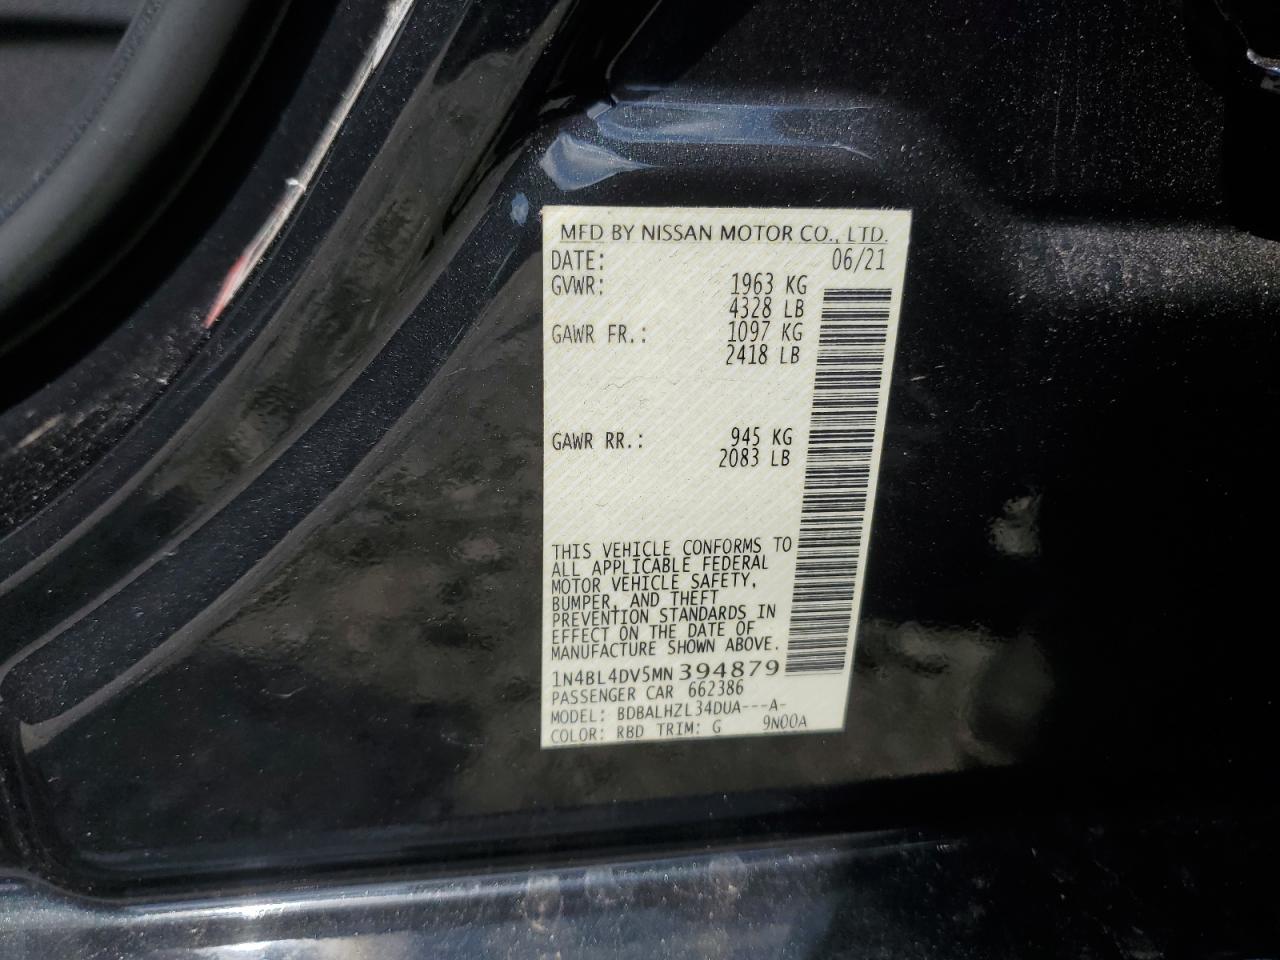 MFD BY NISSAN MOTOR CO., LTD.
DATE: 06/21
GVWR: 1963 KG
4328 LB
GAWR FR.: 1097 KG
2418 LB
GAWR RR.: 945 KG
2083 LB
THIS VEHICLE CONFORMS TO
ALL APPLICABLE FEDERAL
MOTOR VEHICLE SAFETY,
BUMPER, AND THEFT
PREVENTION STANDARDS IN
EFFECT ON THE DATE OF
MANUFACTURE SHOWN ABOVE.
1N4BL4DV5MN394879
PASSENGER CAR 662386
MODEL: BDBALHZL34DUA---A-
COLOR: RBD TRIM: G 9N00A